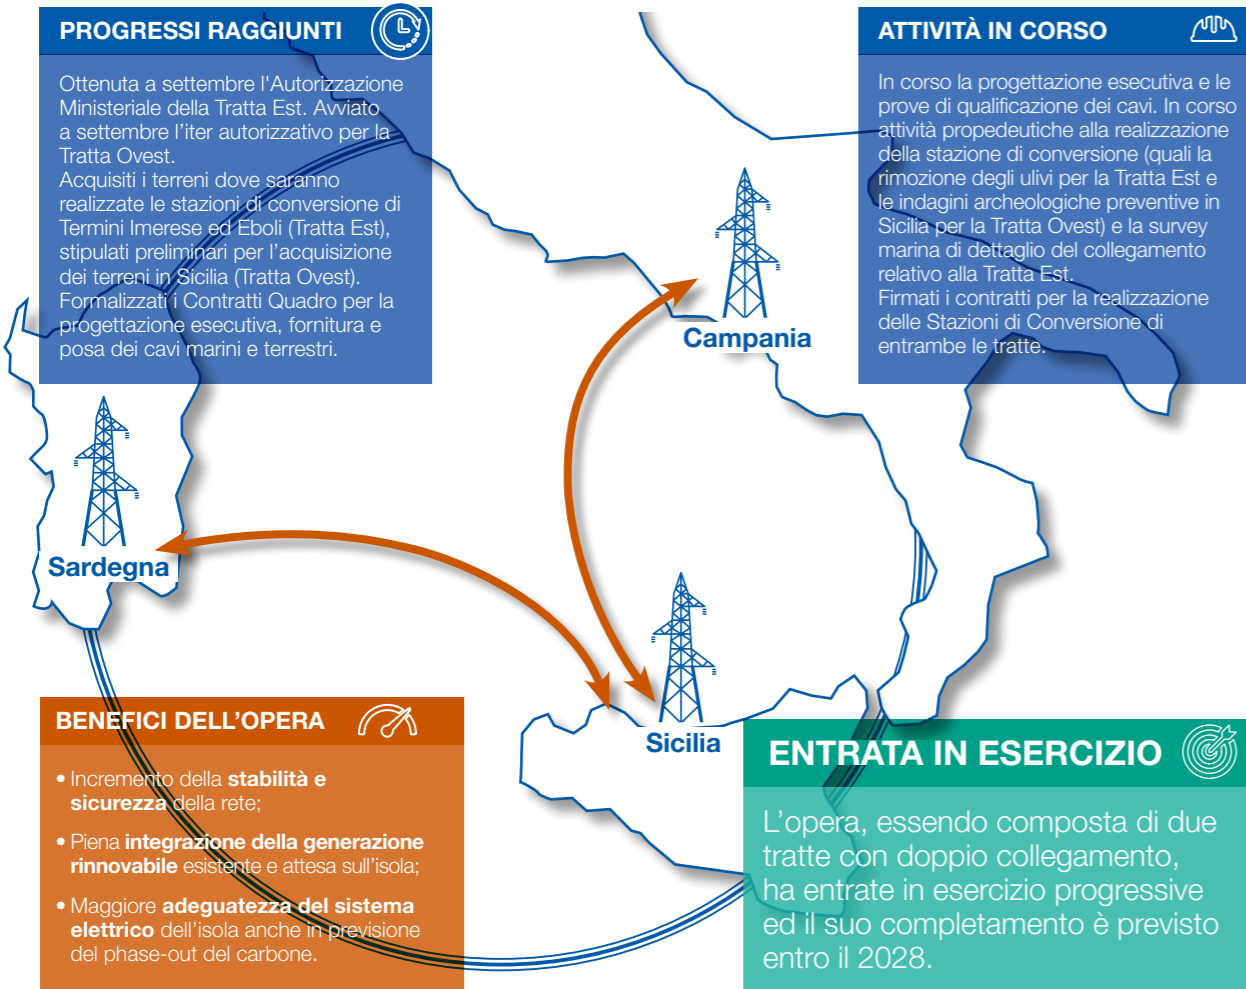 PROGRESSI RAGGIUNTI
Ottenuta a settembre l'Autorizzazione
Ministeriale della Tratta Est. Avviato
a settembre l’iter autorizzativo per la
Tratta Ovest.
Acquisiti i terreni dove saranno
realizzate le stazioni di conversione di
Termini Imerese ed Eboli (Tratta Est),
stipulati preliminari per l’acquisizione
dei terreni in Sicilia (Tratta Ovest).
Formalizzati i Contratti Quadro per la
progettazione esecutiva, fornitura e
posa dei cavi marini e terrestri.
ATTIVITÀ IN CORSO
In corso la progettazione esecutiva e le
prove di qualificazione dei cavi. In corso
attività propedeutiche alla realizzazione
della stazione di conversione (quali la
rimozione degli ulivi per la Tratta Est e
le indagini archeologiche preventive in
Sicilia per la Tratta Ovest) e la survey
marina di dettaglio del collegamento
relativo alla Tratta Est.
Firmati i contratti per la realizzazione
delle Stazioni di Conversione di
entrambe le tratte.
Campania
Sardegna
Sicilia
BENEFICI DELL’OPERA
• Incremento della stabilità e
sicurezza della rete;
• Piena integrazione della generazione
rinnovabile esistente e attesa sull’isola;
• Maggiore adeguatezza del sistema
elettrico dell’isola anche in previsione
del phase-out del carbone.
ENTRATA IN ESERCIZIO
L’opera, essendo composta di due
tratte con doppio collegamento,
ha entrate in esercizio progressive
ed il suo completamento è previsto
entro il 2028.